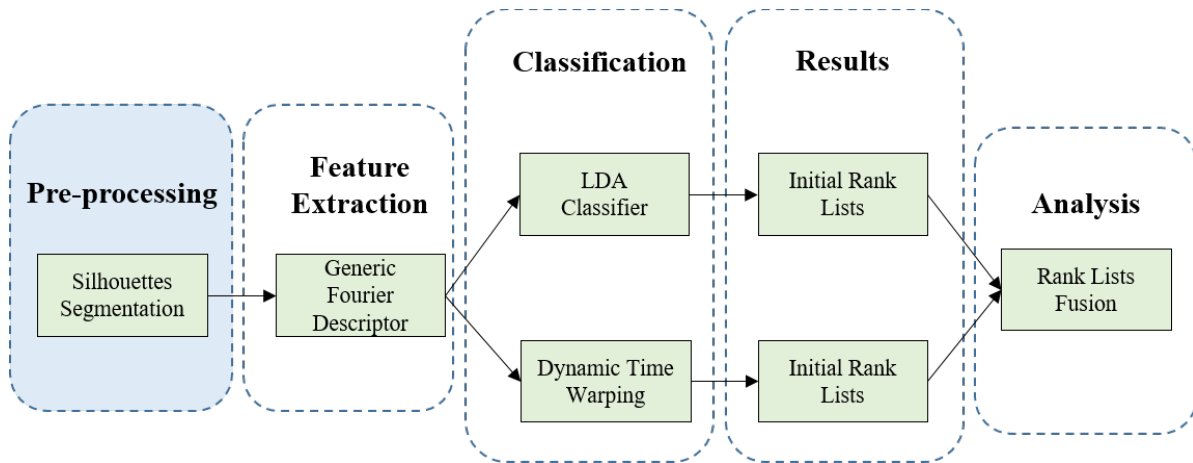 Pre-processing
Silhouettes
Segmentation
Feature
Extraction
Generic
Fourier
Descriptor
Classification
LDA
Classifier
Dynamic Time
Warping
Results
Initial Rank
Lists
Initial Rank
Lists
Analysis
Rank Lists
Fusion